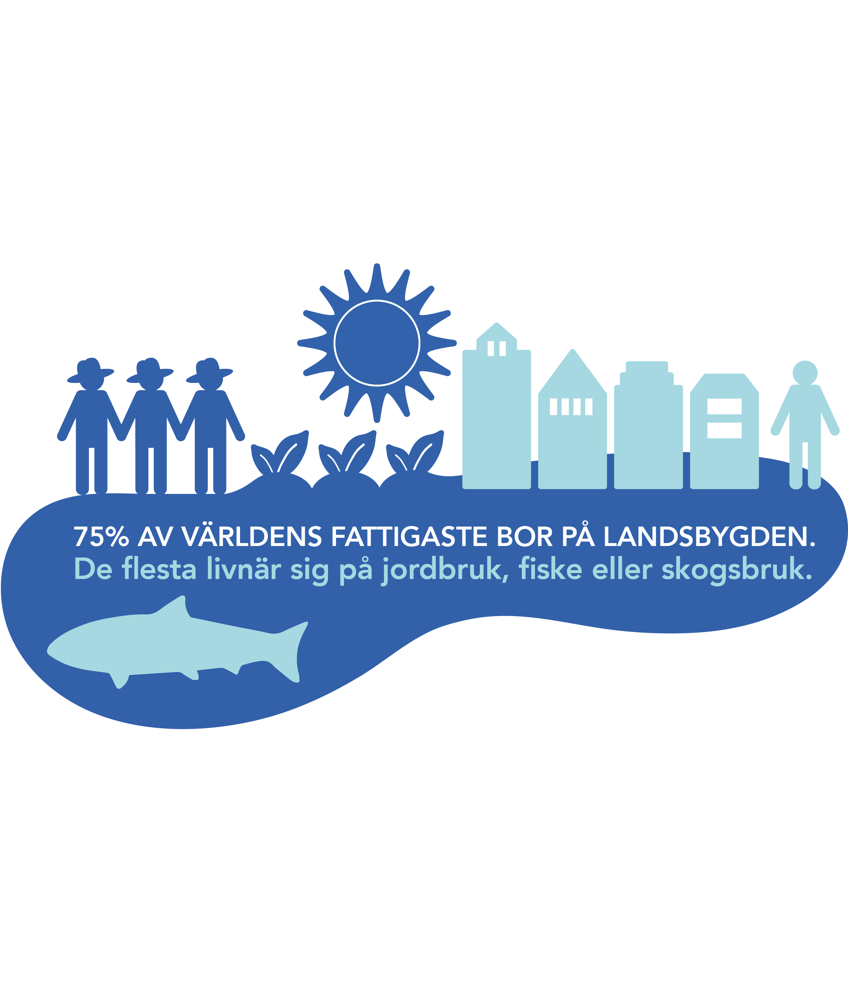 75% AV VÄRLDENS FATTIGASTE BOR PÅ LANDSBYGDEN.
De flesta livnär sig på jordbruk, fiske eller skogsbruk.